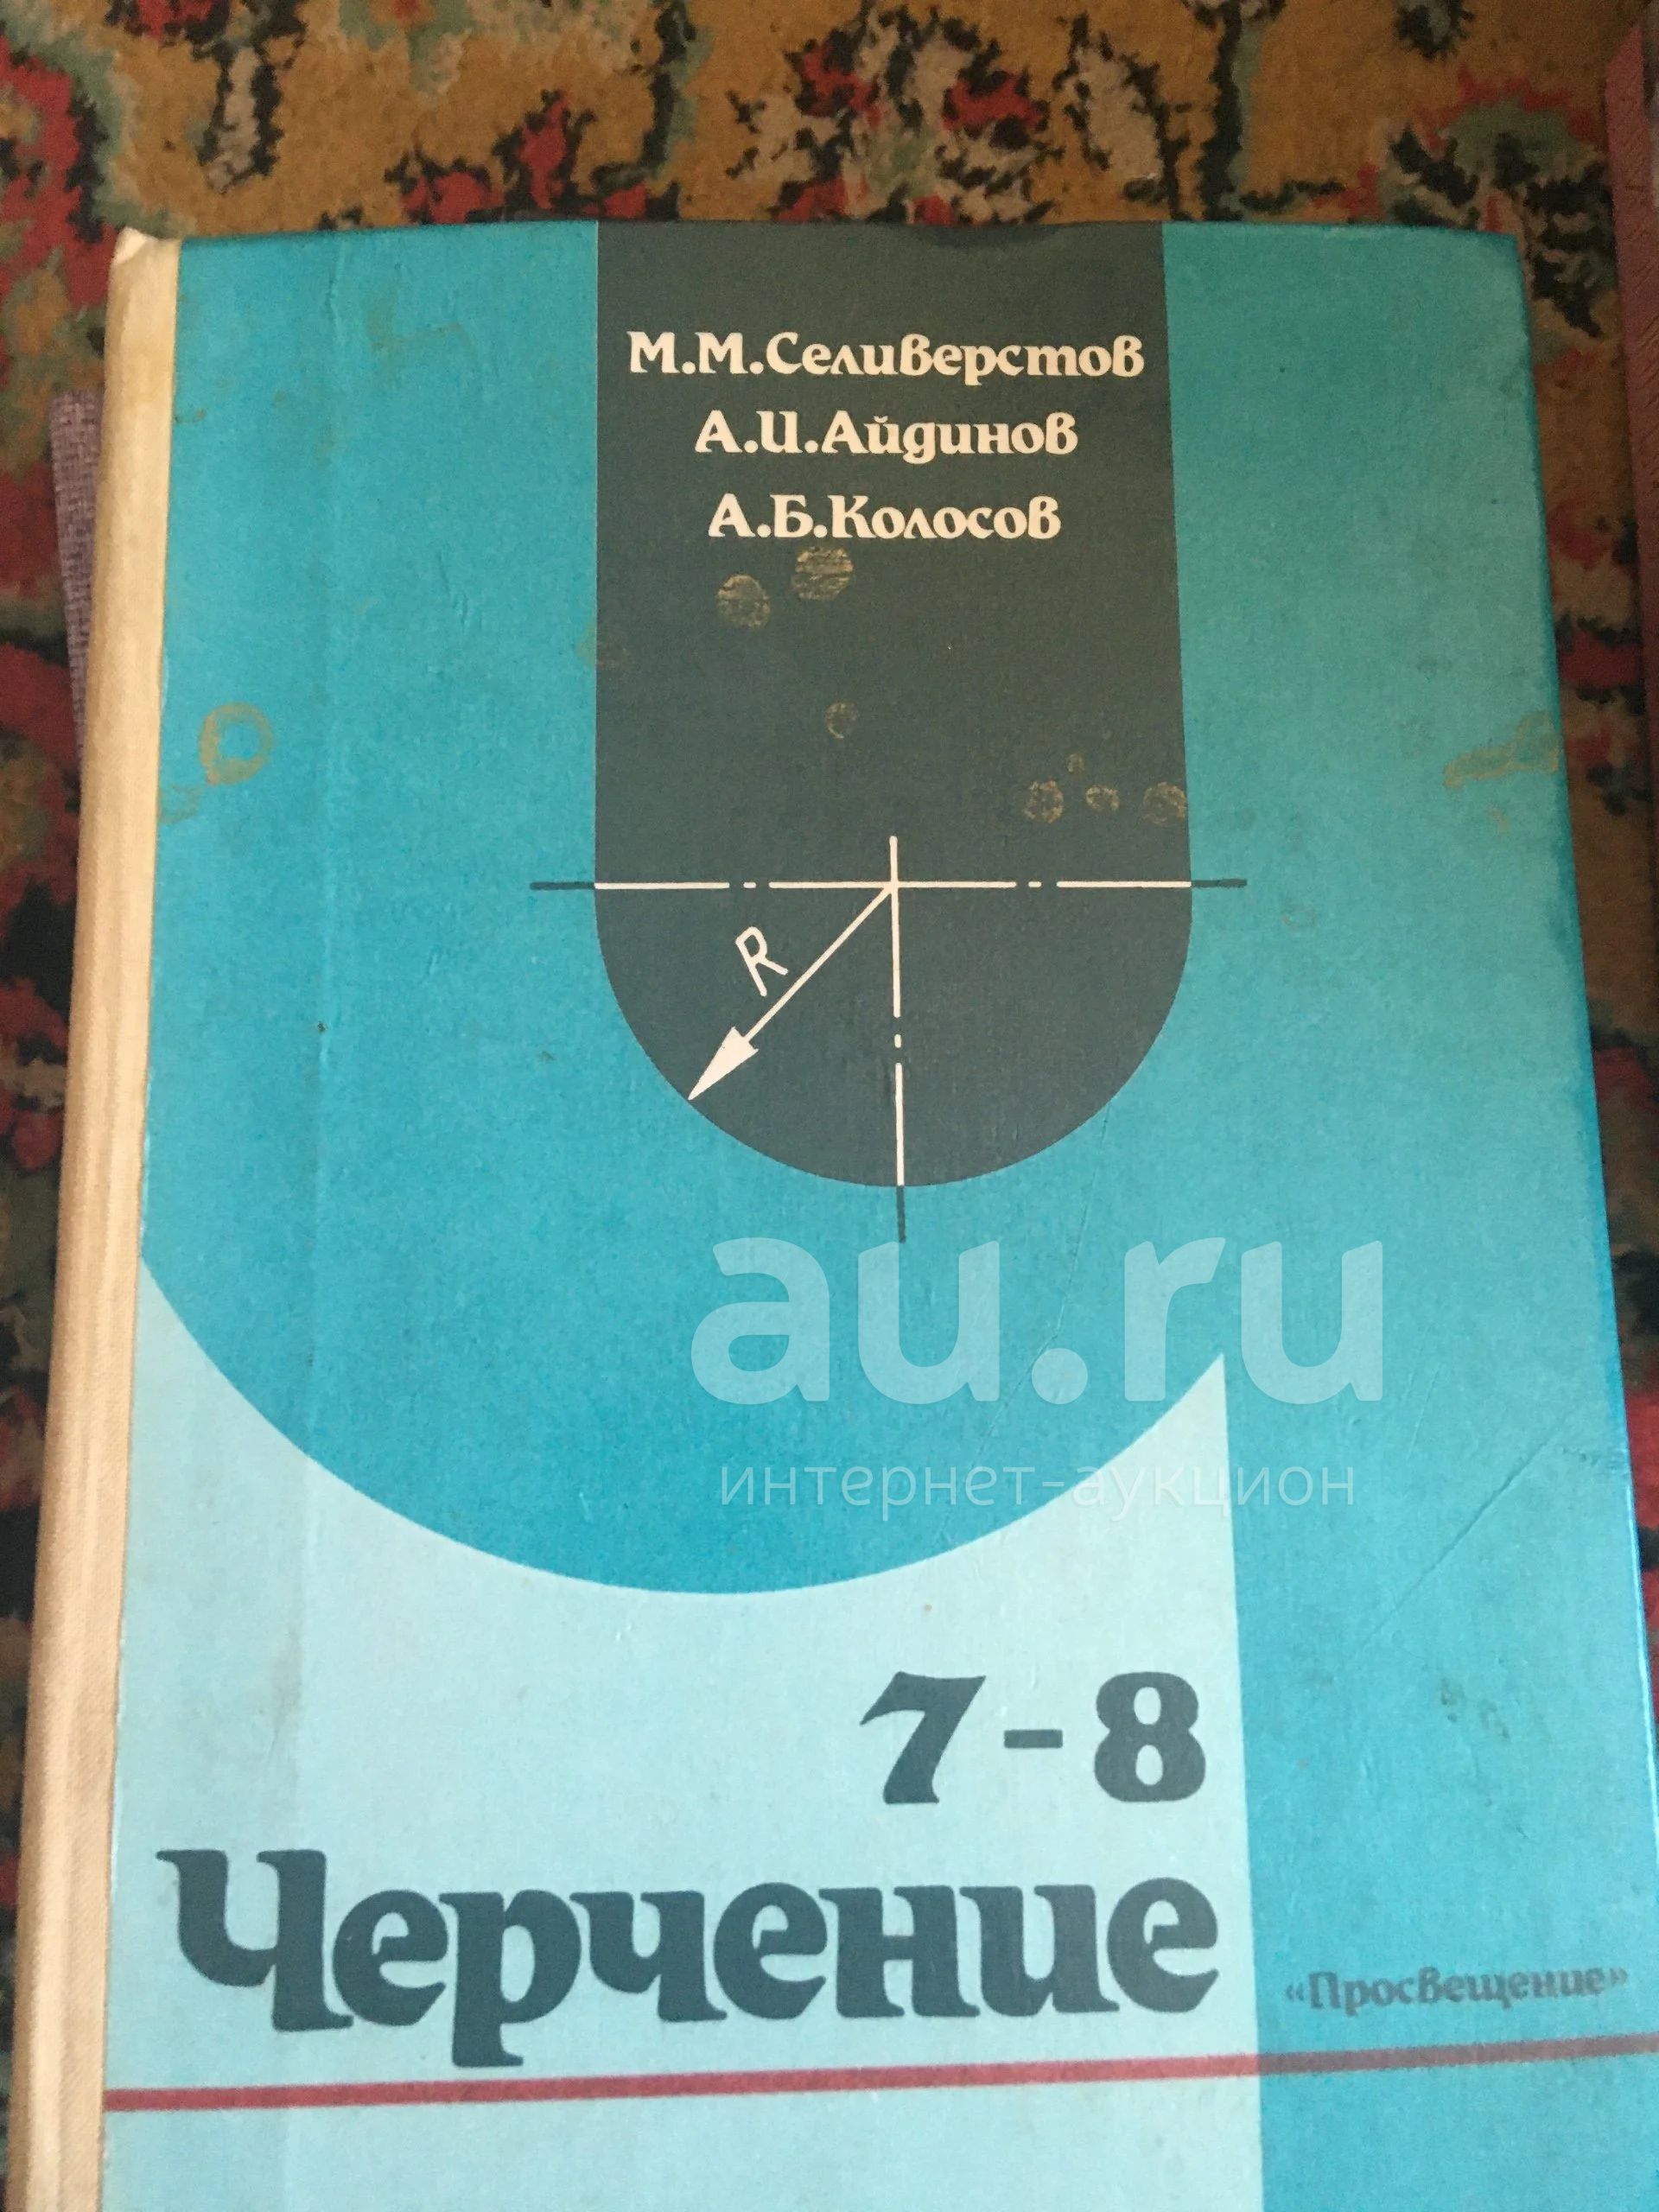 М.М.Селиверстов
А.И.Айдинов
А.Б.Колосов
R
au.ru
интернет-аукцион
7-8
Черчение
«Просвещение»